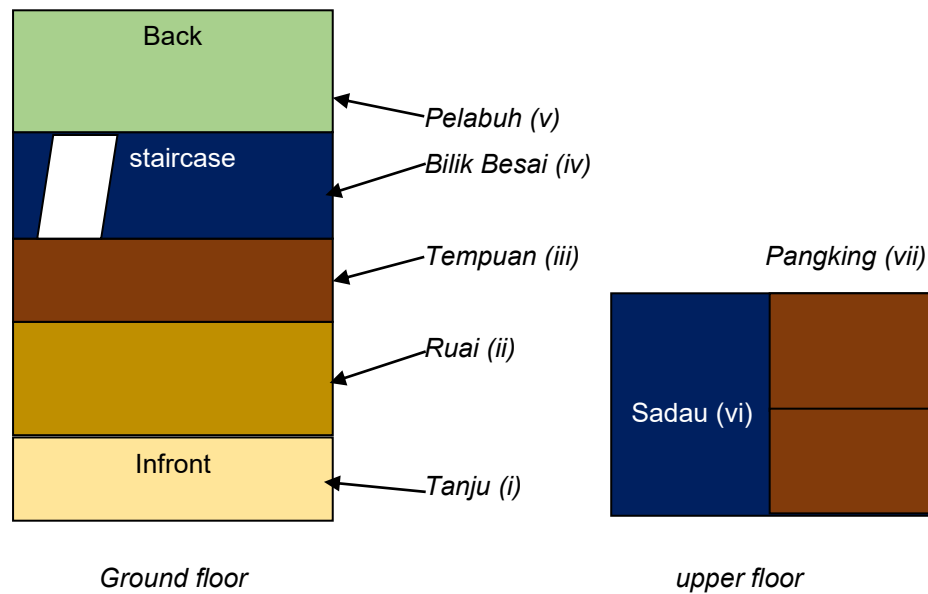 Back
Pelabuh (v)
staircase
Bilik Besai (iv)
Tempuan (iii)
Pangking (vii)
Ruai (ii)
Sadau (vi)
Infront
Tanju (i)
Ground floor
upper floor